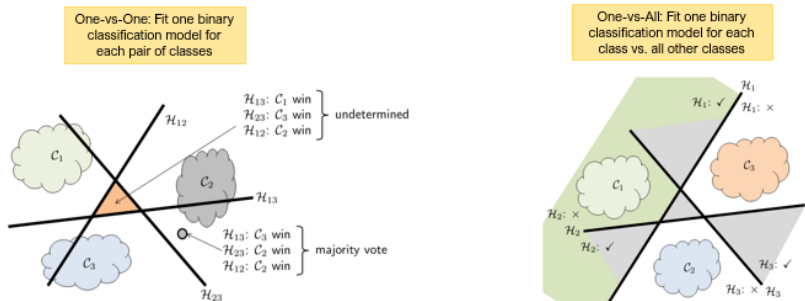 One-vs-One: Fit one binary
classification model for
each pair of classes
One-vs-All: Fit one binary
classification model for each
class vs. all other classes
ℋ₁₃: 𝒞₁ win
ℋ₂₃: 𝒞₃ win
ℋ₁₂: 𝒞₂ win
undetermined
ℋ₁₂
𝒞₁
𝒞₂
ℋ₁₃
ℋ₁₃: 𝒞₃ win
ℋ₂₃: 𝒞₂ win
ℋ₁₂: 𝒞₂ win
majority vote
𝒞₃
ℋ₂₃
ℋ₁
ℋ₁: ✓
ℋ₁: ×
𝒞₃
𝒞₁
ℋ₂: ×
ℋ₂
ℋ₂: ✓
𝒞₂
ℋ₃: ✓
ℋ₃: ×
ℋ₃